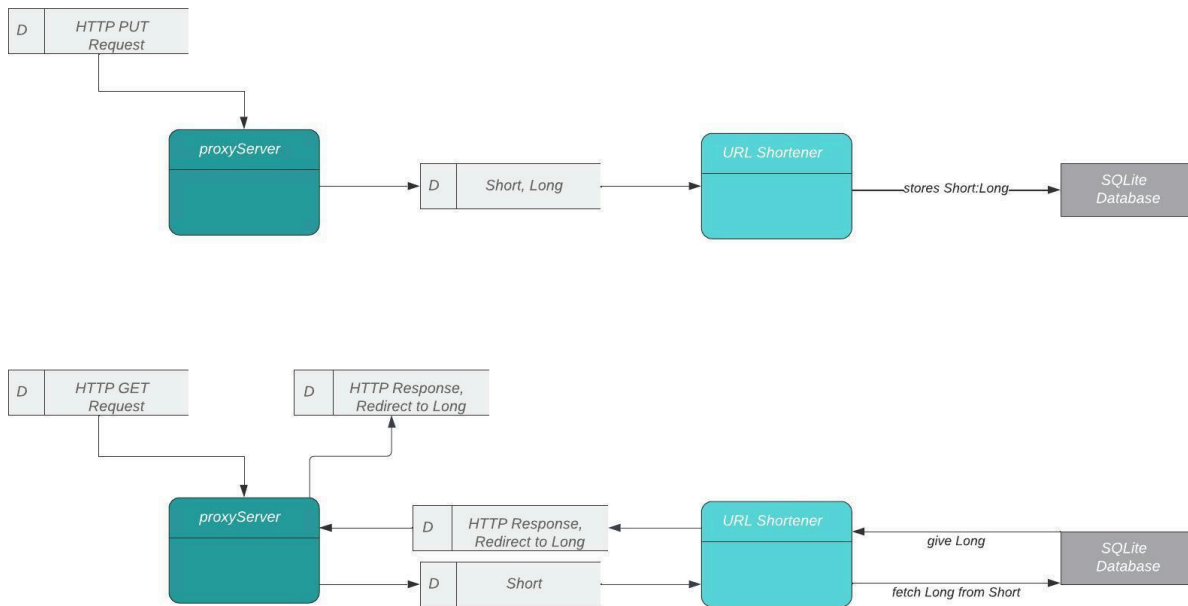 D
HTTP PUT
Request
proxyServer
D
Short, Long
URL Shortener
stores Short:Long
SQLite
Database
D
HTTP GET
Request
D
HTTP Response,
Redirect to Long
proxyServer
D
HTTP Response,
Redirect to Long
D
Short
URL Shortener
give Long
fetch Long from Short
SQLite
Database